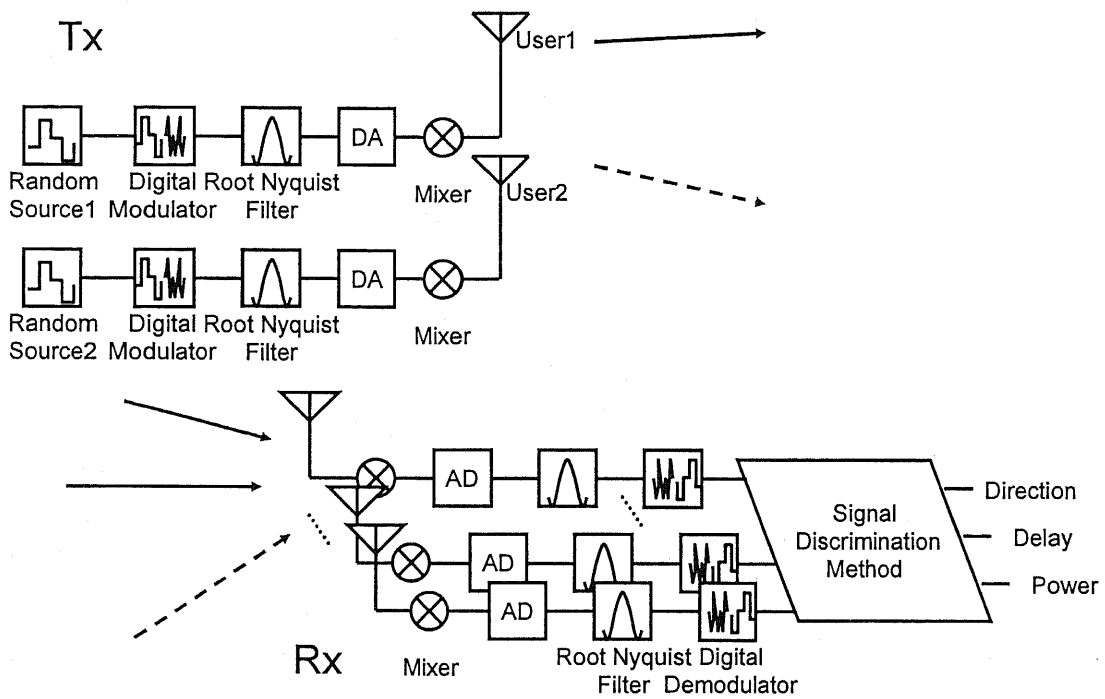 Tx
User1
DA
Random
Source1
Digital
Modulator
Root Nyquist
Filter
Mixer
User2
DA
Random
Source2
Digital
Modulator
Root Nyquist
Filter
Mixer
AD
Signal
Discrimination
Method
Direction
Delay
Power
AD
AD
Rx
Mixer
Root Nyquist
Filter
Digital
Demodulator